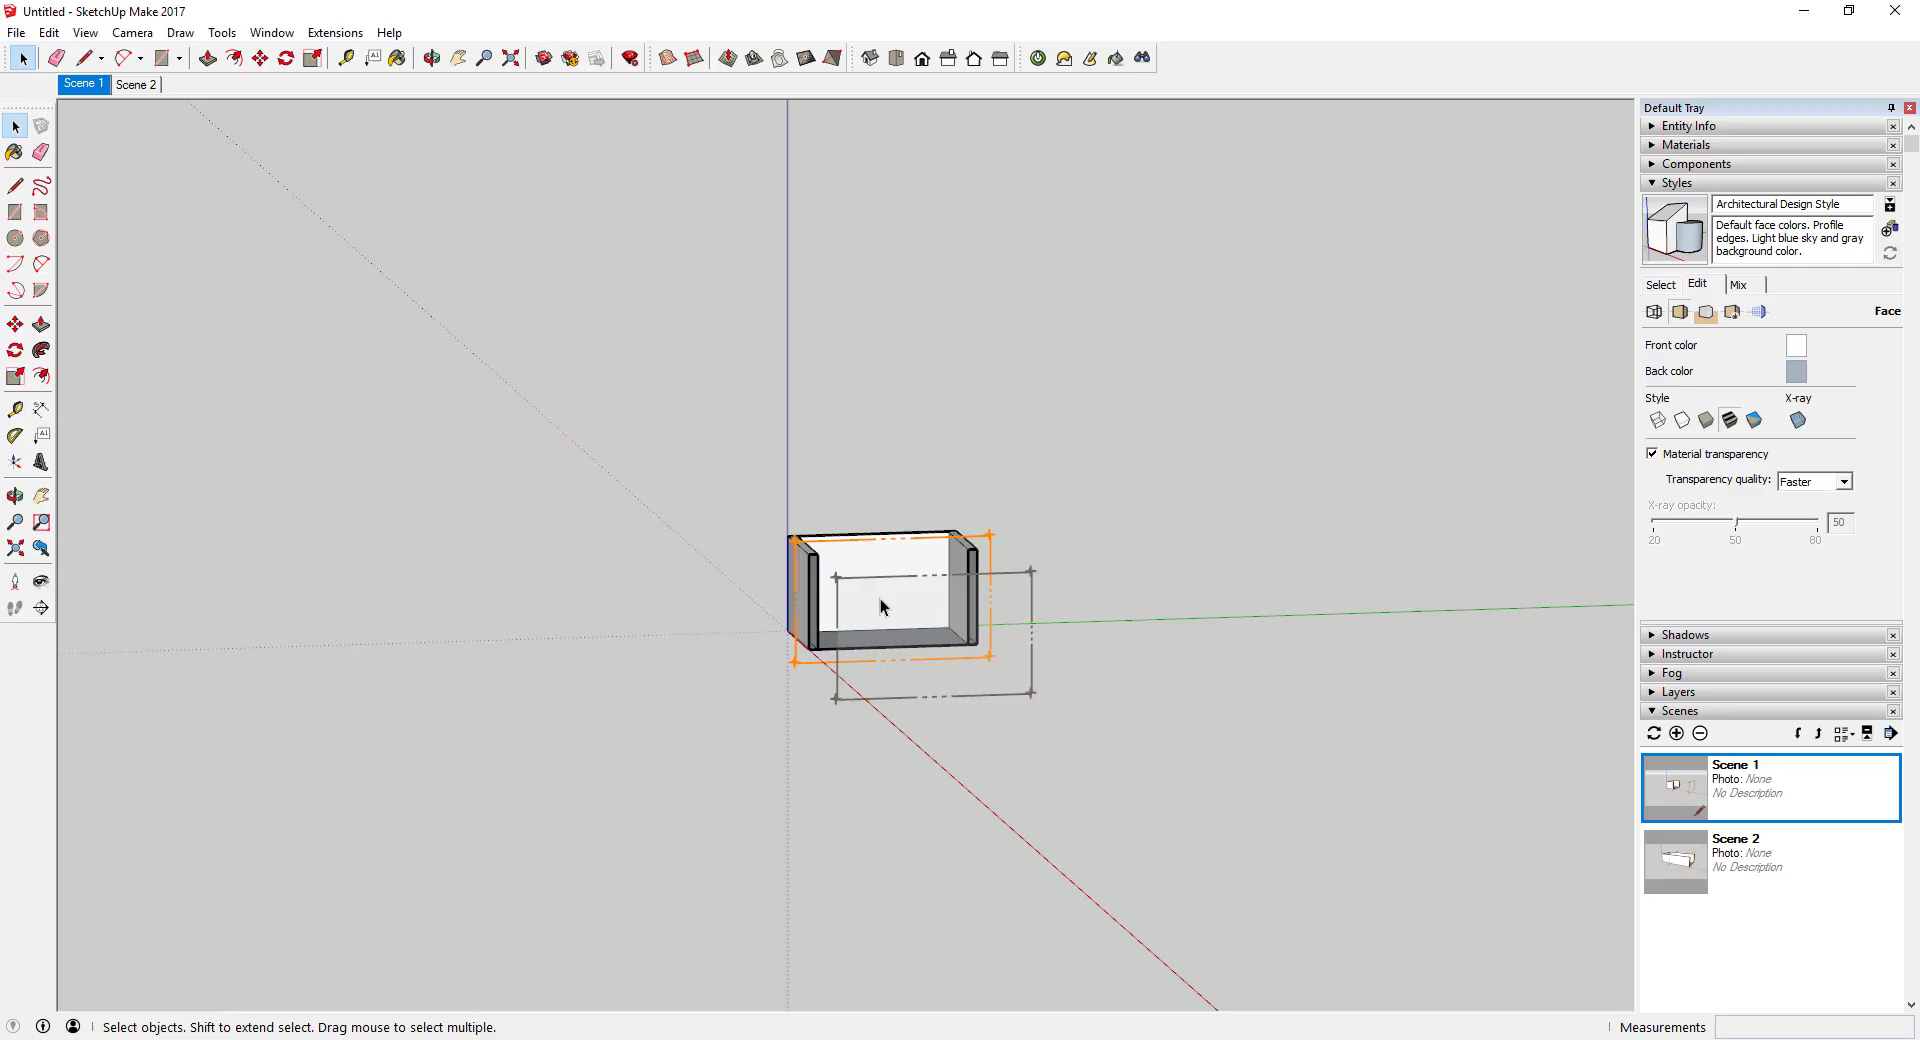 Untitled - SketchUp Make 2017
File Edit View Camera Draw Tools Window Extensions Help
A1
Scene 1 Scene 2
Default Tray
Entity Info
Materials
Components
Styles
Architectural Design Style
Default face colors. Profile
edges. Light blue sky and gray
background color.
Select Edit Mix
Face
Front color
Back color
Style X-ray
Material transparency
Transparency quality: Faster
X-ray opacity:
50
20 50 80
A1
Shadows
Instructor
Fog
Layers
Scenes
Scene 1
Photo: None
No Description
Scene 2
Photo: None
No Description
Select objects. Shift to extend select. Drag mouse to select multiple.
Measurements